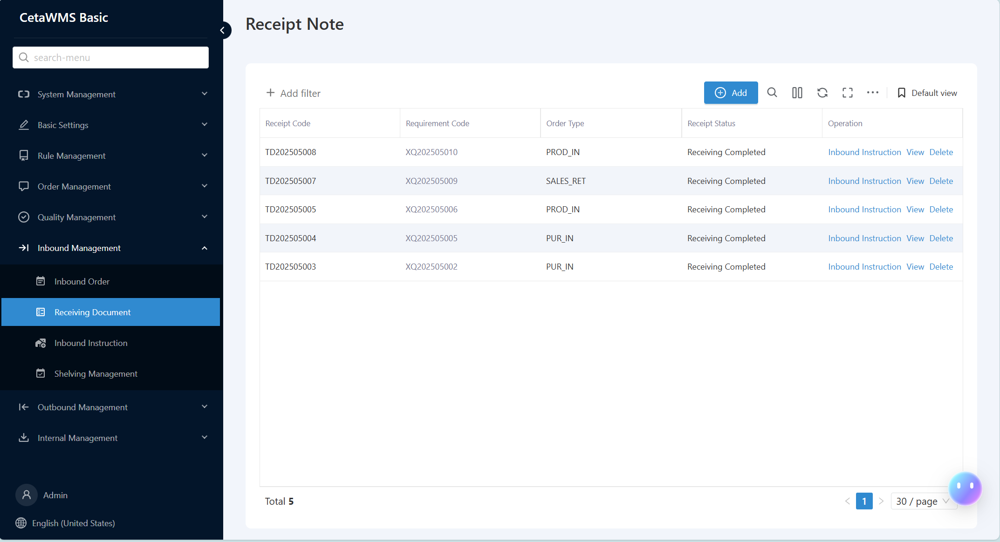 CetaWMS Basic
search-menu
System Management
Basic Settings
Rule Management
Order Management
Quality Management
Inbound Management
Inbound Order
Receiving Document
Inbound Instruction
Shelving Management
Outbound Management
Internal Management
Admin
English (United States)
Receipt Note
Add filter
Add
Default view
Receipt Code Requirement Code Order Type Receipt Status Operation
TD202505008 XQ202505010 PROD_IN Receiving Completed Inbound Instruction View Delete
TD202505007 XQ202505009 SALES_RET Receiving Completed Inbound Instruction View Delete
TD202505005 XQ202505006 PROD_IN Receiving Completed Inbound Instruction View Delete
TD202505004 XQ202505005 PUR_IN Receiving Completed Inbound Instruction View Delete
TD202505003 XQ202505002 PUR_IN Receiving Completed Inbound Instruction View Delete
Total 5
1
30 / page